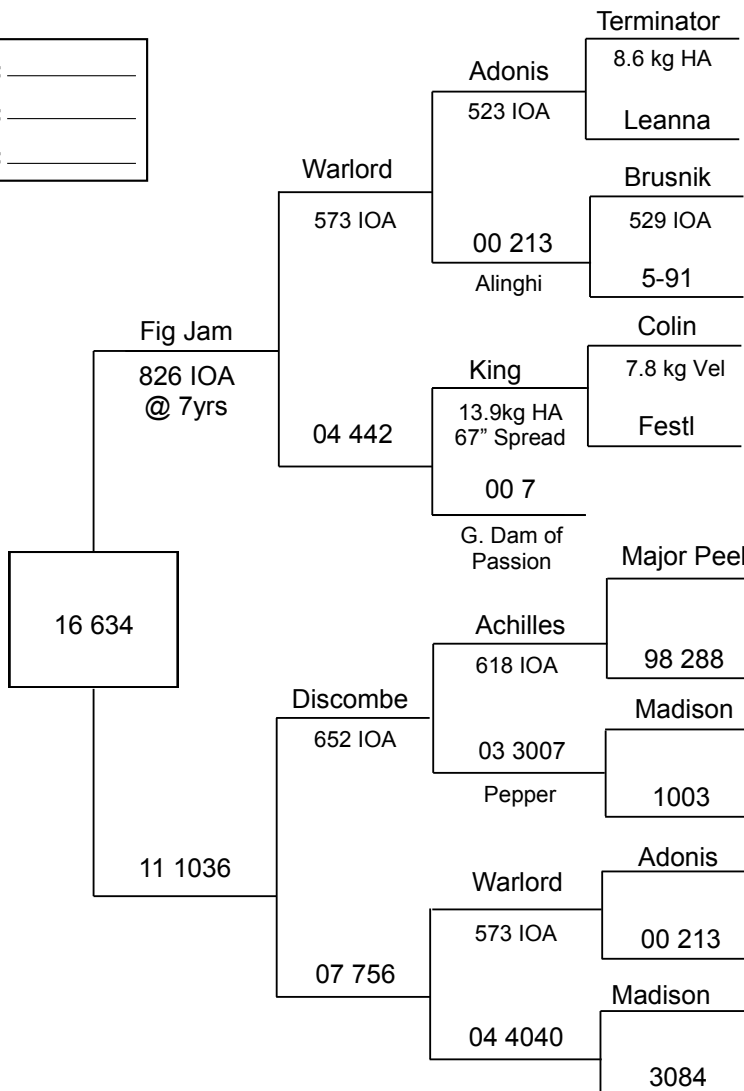 Terminator
8.6 kg HA
Adonis
523 IOA
Leanna
Warlord
573 IOA
Brusnik
529 IOA
00 213
Alinghi
5-91
Fig Jam
826 IOA
@ 7yrs
Colin
7.8 kg Vel
King
13.9kg HA
67” Spread
Festl
04 442
00 7
G. Dam of
Passion
16 634
Major Peel
Achilles
618 IOA
98 288
Discombe
652 IOA
Madison
03 3007
Pepper
1003
11 1036
Adonis
Warlord
573 IOA
00 213
07 756
Madison
04 4040
3084